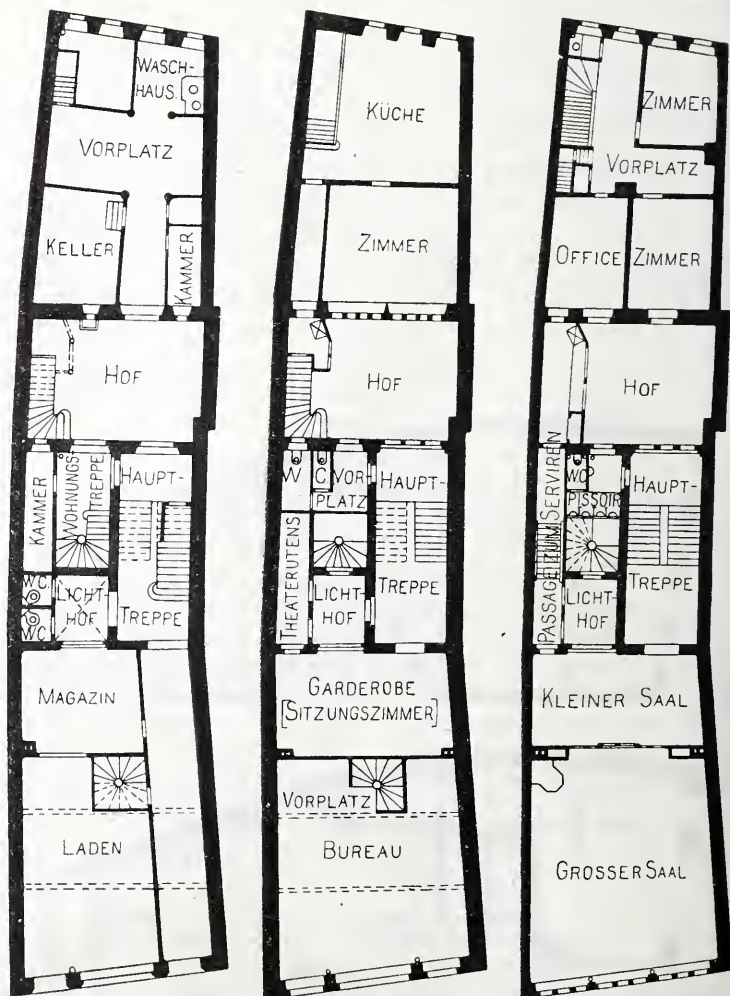 WASCH-
HAUS.
VORPLATZ
KELLER
KAMMER
HOF
KAMMER
WOHNUNGS-
TREPPE
HAUPT-
TREPPE
WC.
WC
LICHT-
HOF
MAGAZIN
LADEN
KÜCHE
ZIMMER
HOF
W
C.
VOR-
PLATZ
HAUPT-
TREPPE
THEATERUTENS
LICHT-
HOF
GARDEROBE
[SITZUNGSZIMMER]
VORPLATZ
BUREAU
ZIMMER
VORPLATZ
OFFICE
ZIMMER
HOF
PASSAGE ZUM SERVIREN
WC
PISSOIR
HAUPT-
TREPPE
LICHT-
HOF
KLEINER SAAL
GROSSER SAAL